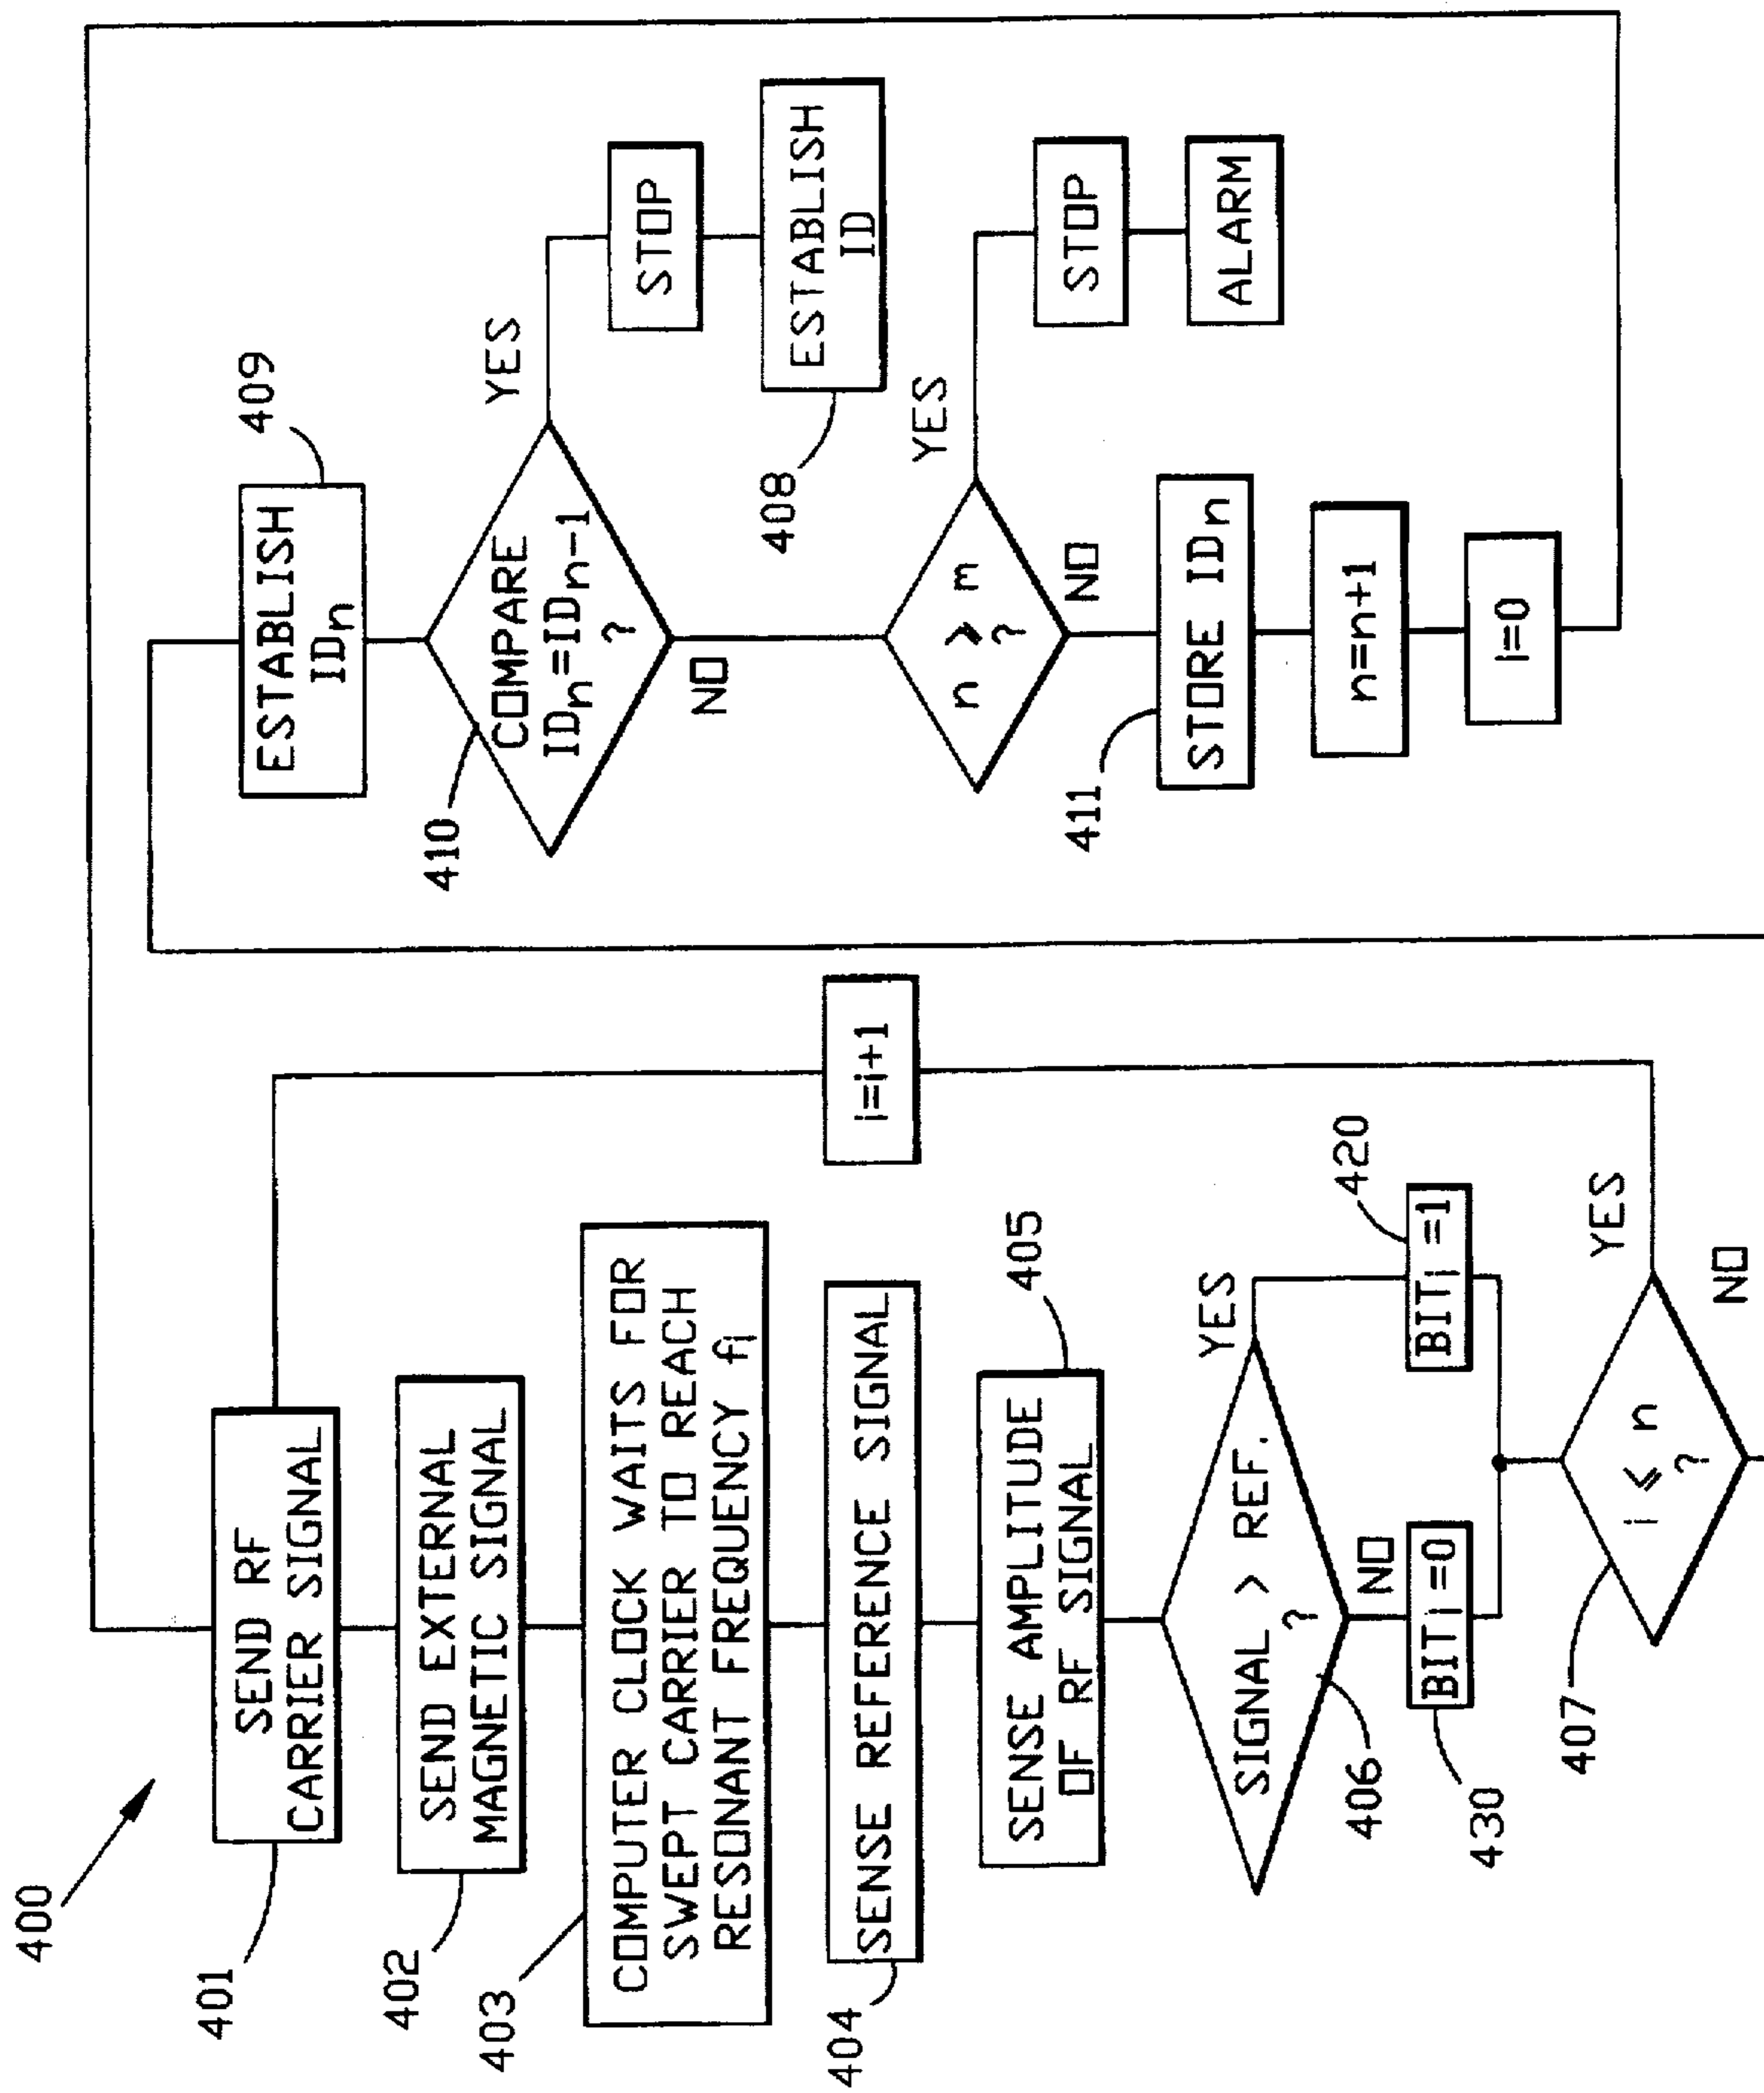 400
401
SEND RF
CARRIER SIGNAL
402
SEND EXTERNAL
MAGNETIC SIGNAL
403
COMPUTER CLOCK WAITS FOR
SWEPT CARRIER TO REACH
RESONANT FREQUENCY fi
404
SENSE REFERENCE SIGNAL
405
SENSE AMPLITUDE
OF RF SIGNAL
406
SIGNAL > REF.
?
YES
NO
420
BITi=1
430
BITi=0
407
i ⩽ n
?
YES
NO
i=i+1
409
ESTABLISH
IDn
410
COMPARE
IDn=IDn-1
?
YES
NO
STOP
408
ESTABLISH
ID
n ⩾ m
?
YES
NO
STOP
ALARM
411
STORE IDn
n=n+1
i=0